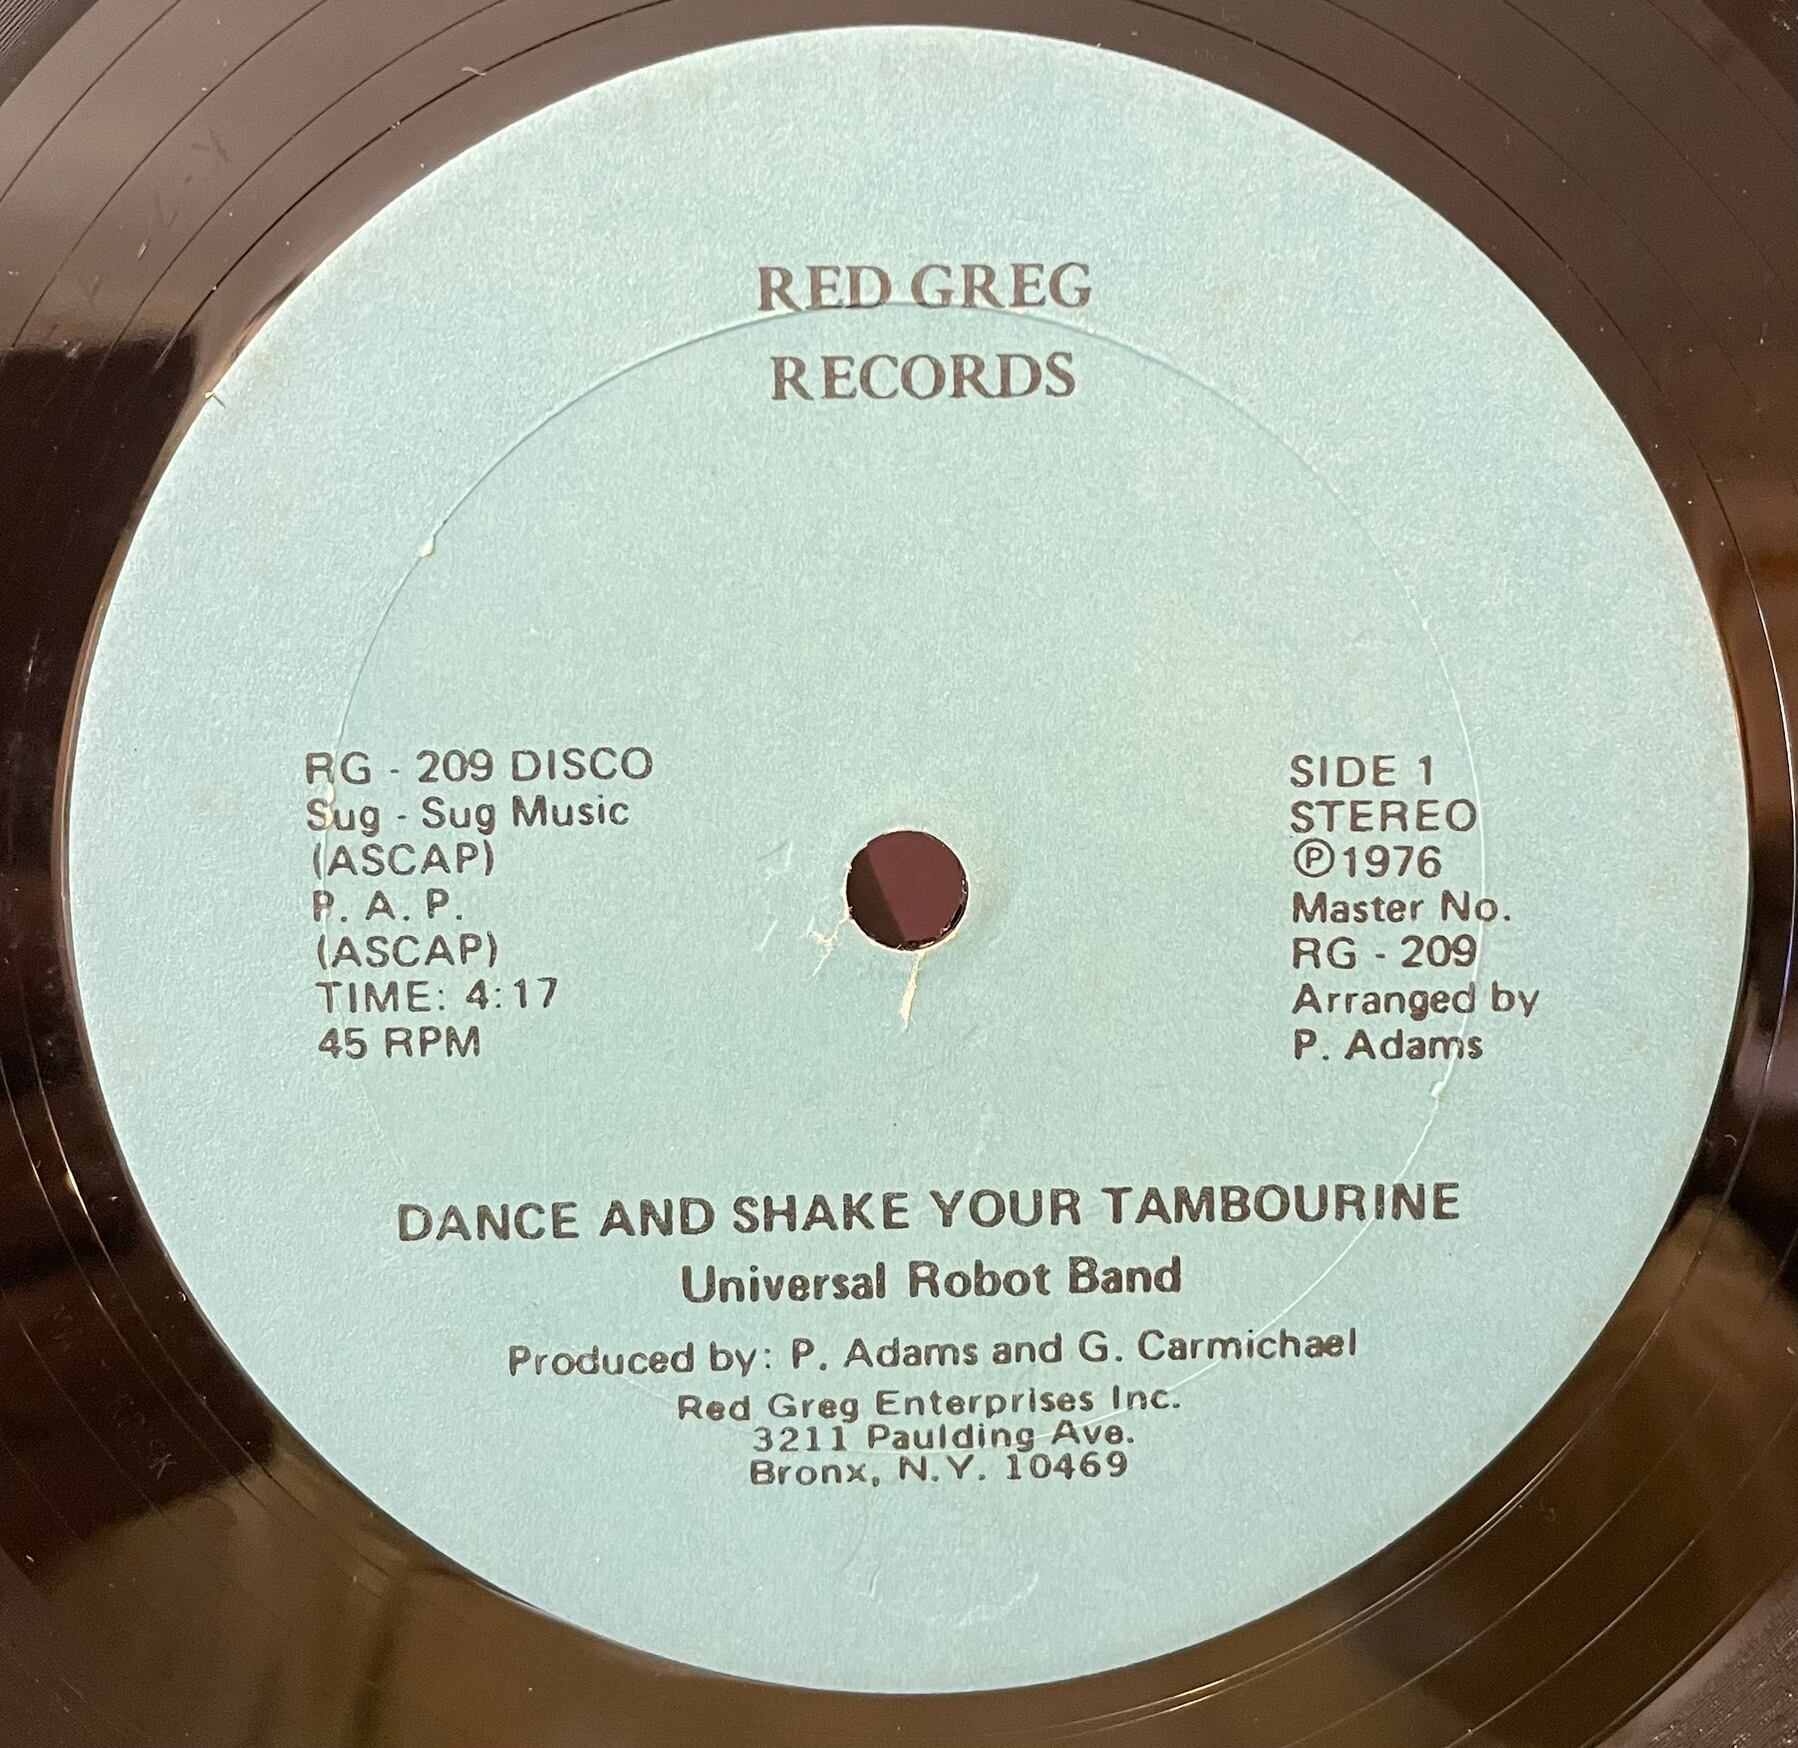 RED GREG
RECORDS
RG - 209 DISCO
Sug - Sug Music
(ASCAP)
P. A. P.
(ASCAP)
TIME: 4:17
45 RPM
SIDE 1
STEREO
℗1976
Master No.
RG - 209
Arranged by
P. Adams
DANCE AND SHAKE YOUR TAMBOURINE
Universal Robot Band
Produced by: P. Adams and G. Carmichael
Red Greg Enterprises Inc.
3211 Paulding Ave.
Bronx, N.Y. 10469